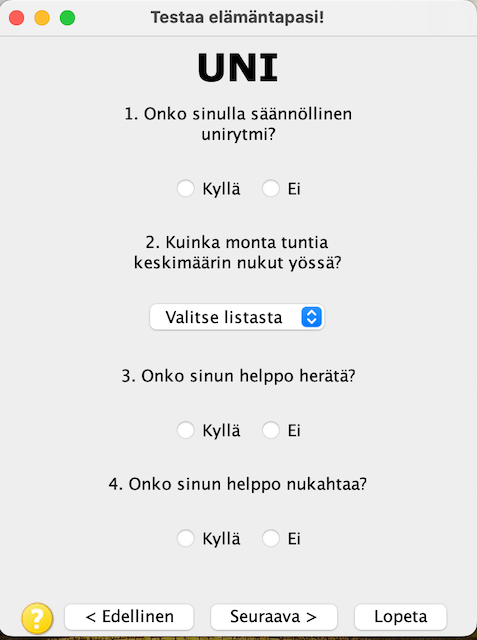 Testaa elämäntapasi!
UNI
1. Onko sinulla säännöllinen
unirytmi?
Kyllä Ei
2. Kuinka monta tuntia
keskimäärin nukut yössä?
Valitse listasta
3. Onko sinun helppo herätä?
Kyllä Ei
4. Onko sinun helppo nukahtaa?
Kyllä Ei
? < Edellinen Seuraava > Lopeta